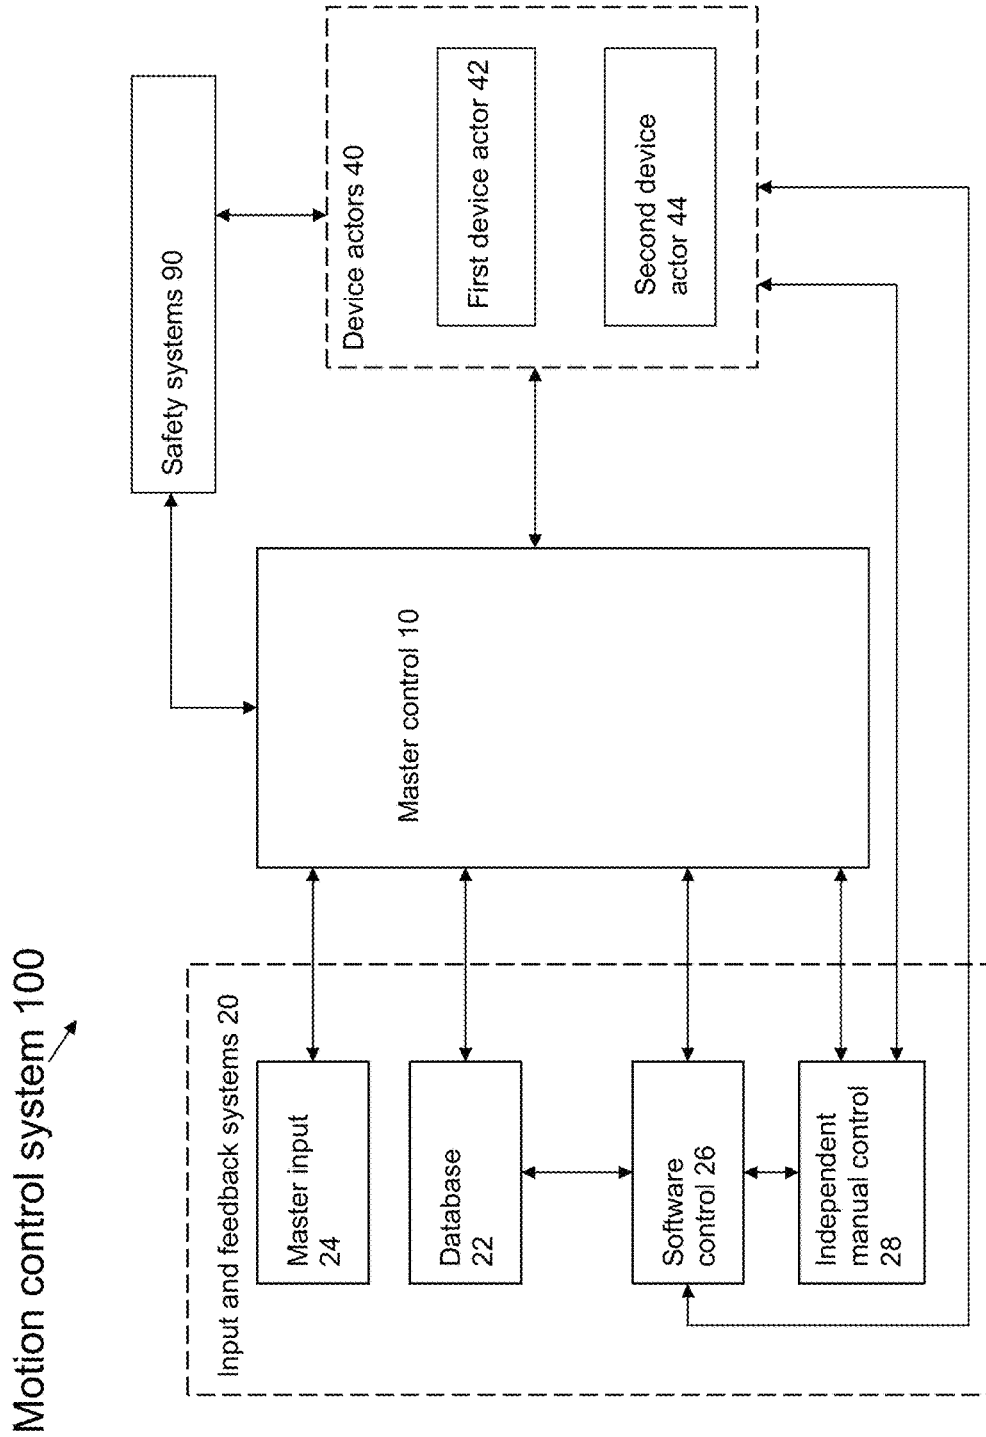 Motion control system 100
Input and feedback systems 20
Master input
24
Database
22
Software
control 26
Independent
manual control
28
Master control 10
Safety systems 90
Device actors 40
First device actor 42
Second device
actor 44